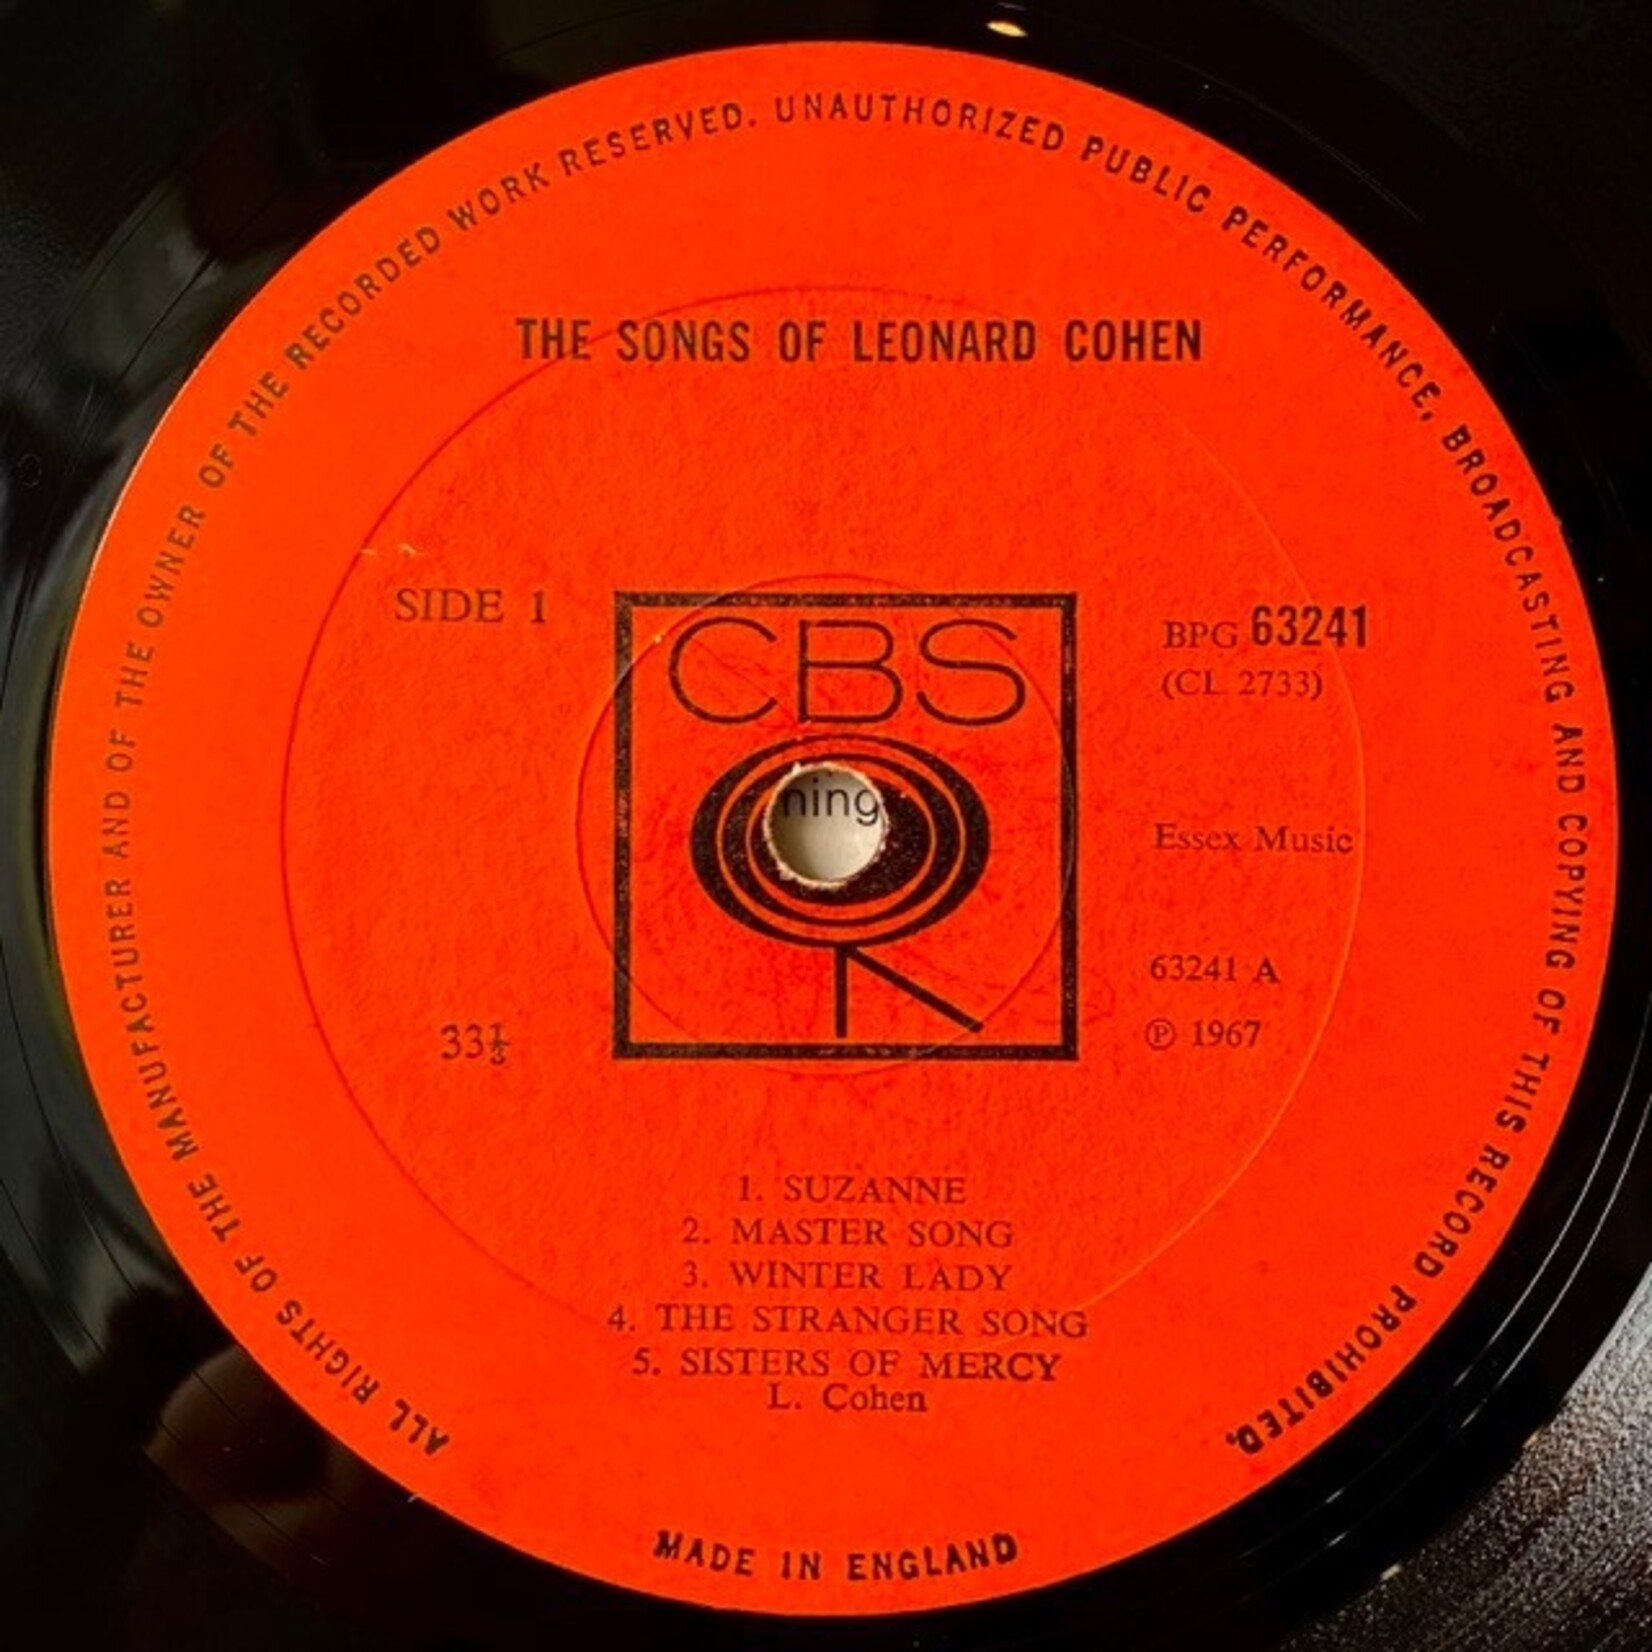 ALL RIGHTS OF THE MANUFACTURER AND OF THE OWNER OF THE RECORDED WORK RESERVED. UNAUTHORIZED PUBLIC PERFORMANCE, BROADCASTING AND COPYING OF THIS RECORD PROHIBITED.
THE SONGS OF LEONARD COHEN
SIDE 1
CBS
BPG 63241
(CL 2733)
ning
Essex Music
63241 A
33⅓
℗ 1967
1. SUZANNE
2. MASTER SONG
3. WINTER LADY
4. THE STRANGER SONG
5. SISTERS OF MERCY
L. Cohen
MADE IN ENGLAND